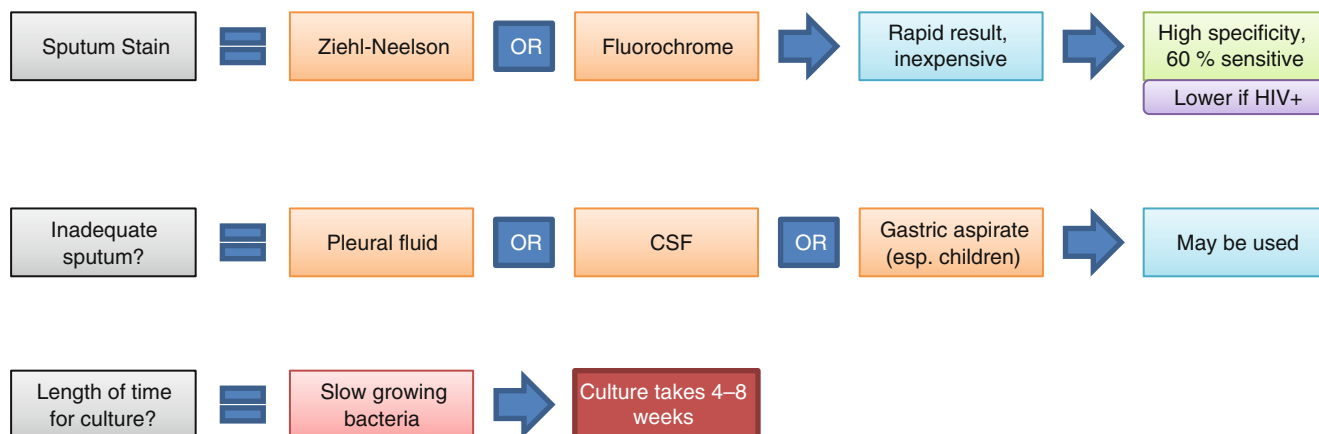 Sputum Stain
Ziehl-Neelson
OR
Fluorochrome
Rapid result,
inexpensive
High specificity,
60 % sensitive
Lower if HIV+
Inadequate
sputum?
Pleural fluid
OR
CSF
OR
Gastric aspirate
(esp. children)
May be used
Length of time
for culture?
Slow growing
bacteria
Culture takes 4–8
weeks